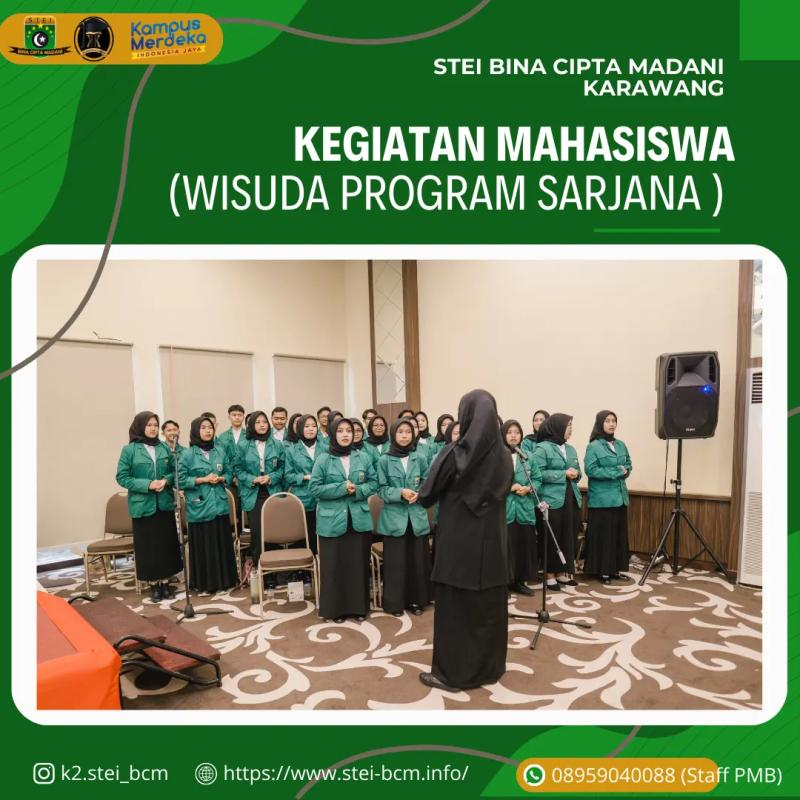 STEI
BINA CIPTA MADANI
Kampus
Merdeka
INDONESIA JAYA
STEI BINA CIPTA MADANI
KARAWANG
KEGIATAN MAHASISWA
(WISUDA PROGRAM SARJANA )
k2.stei_bcm
https://www.stei-bcm.info/
08959040088 (Staff PMB)